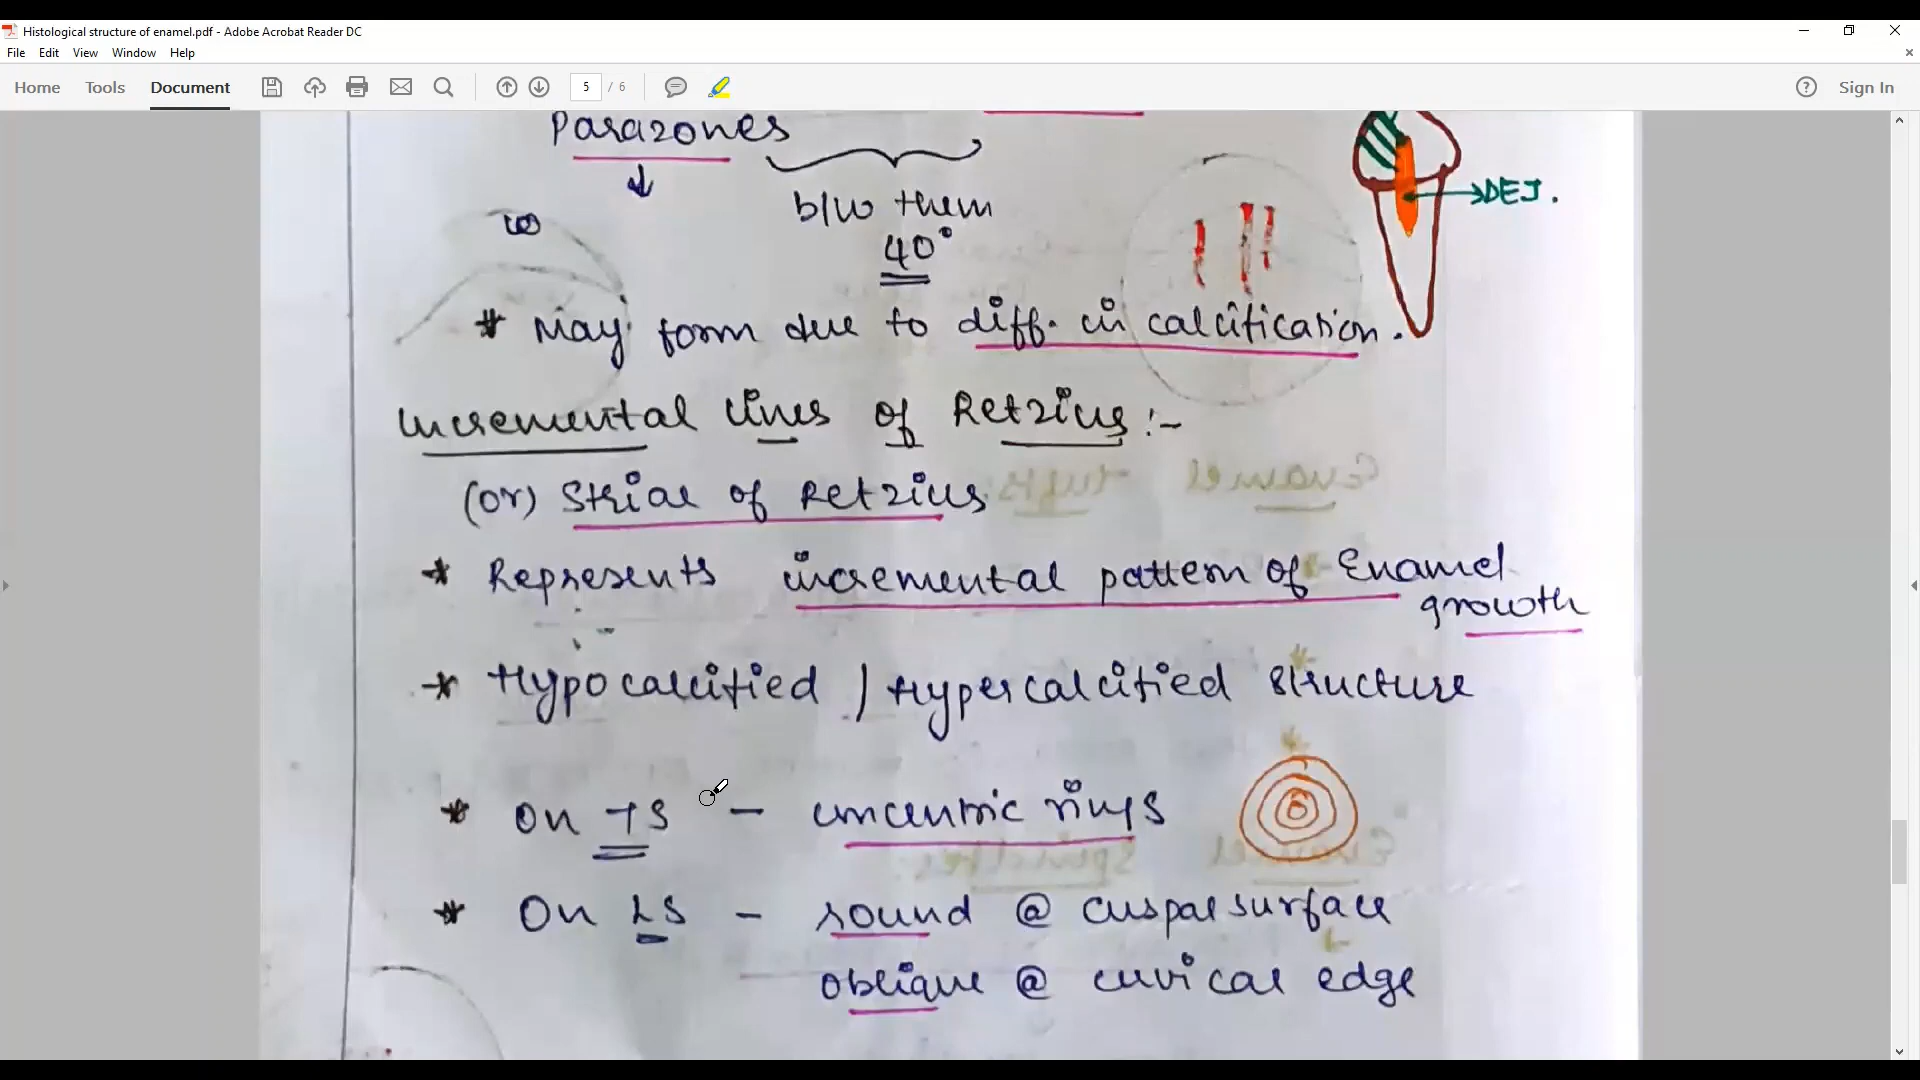 Histological structure of enamel.pdf - Adobe Acrobat Reader DC
File Edit View Window Help
Home Tools Document 5 / 6 Sign In
Parazones
b/w them
40°
DEJ.
* May form due to diff. in calcification.
Incremental lines of Retzius :-
(or) Striae of Retzius
* Represents incremental pattern of Enamel
growth
* Hypocalcified / Hypercalcified structure
* On TS - concentric rings
* On LS - round @ cuspal surface
oblique @ cervical edge